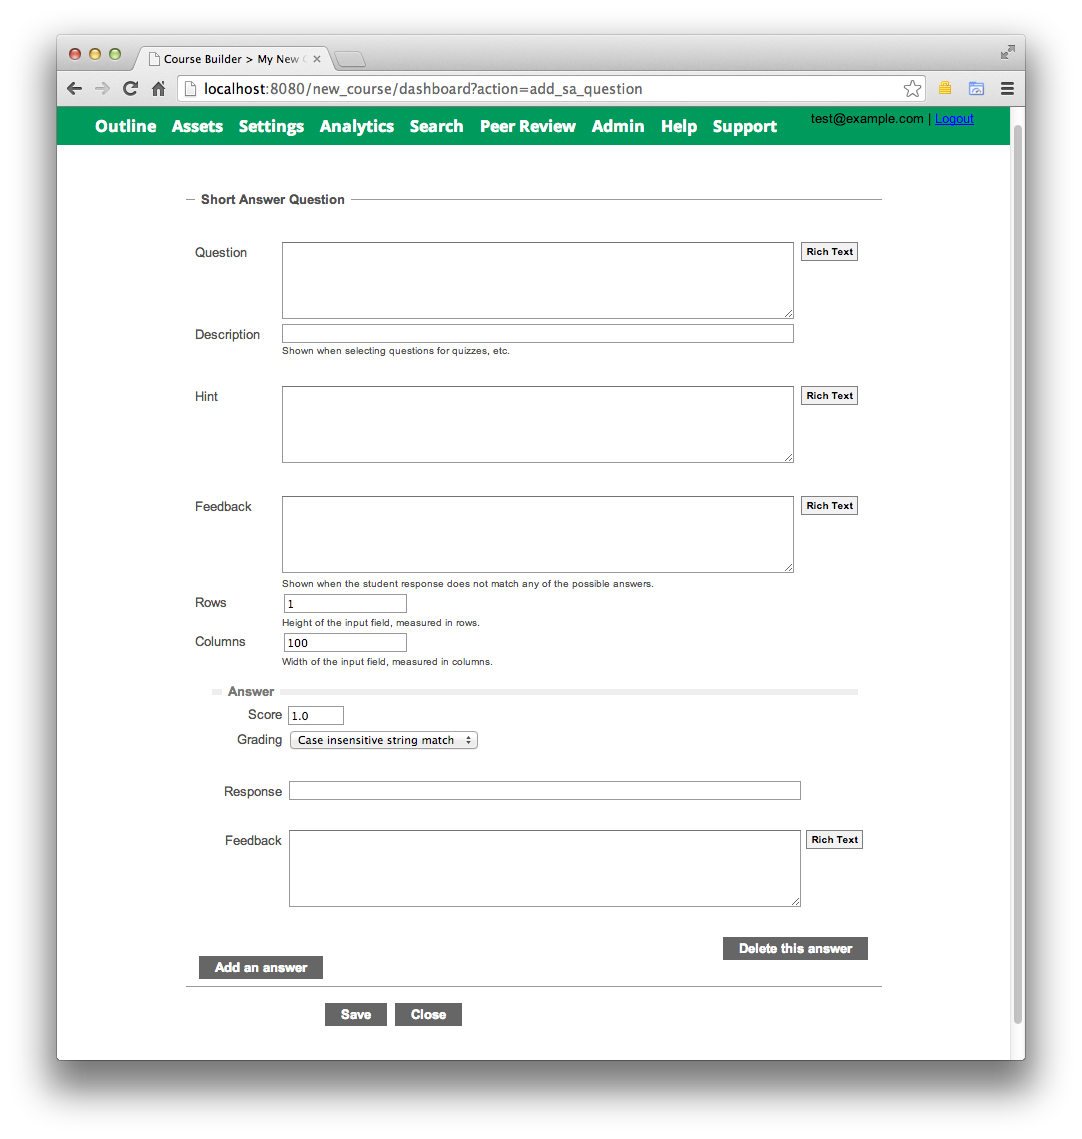 Course Builder > My New
localhost:8080/new_course/dashboard?action=add_sa_question
Outline Assets Settings Analytics Search Peer Review Admin Help Support test@example.com | Logout
Short Answer Question
Question Rich Text
Description
Shown when selecting questions for quizzes, etc.
Hint Rich Text
Feedback Rich Text
Shown when the student response does not match any of the possible answers.
Rows 1
Height of the input field, measured in rows.
Columns 100
Width of the input field, measured in columns.
Answer
Score 1.0
Grading Case insensitive string match
Response
Feedback Rich Text
Delete this answer
Add an answer
Save Close